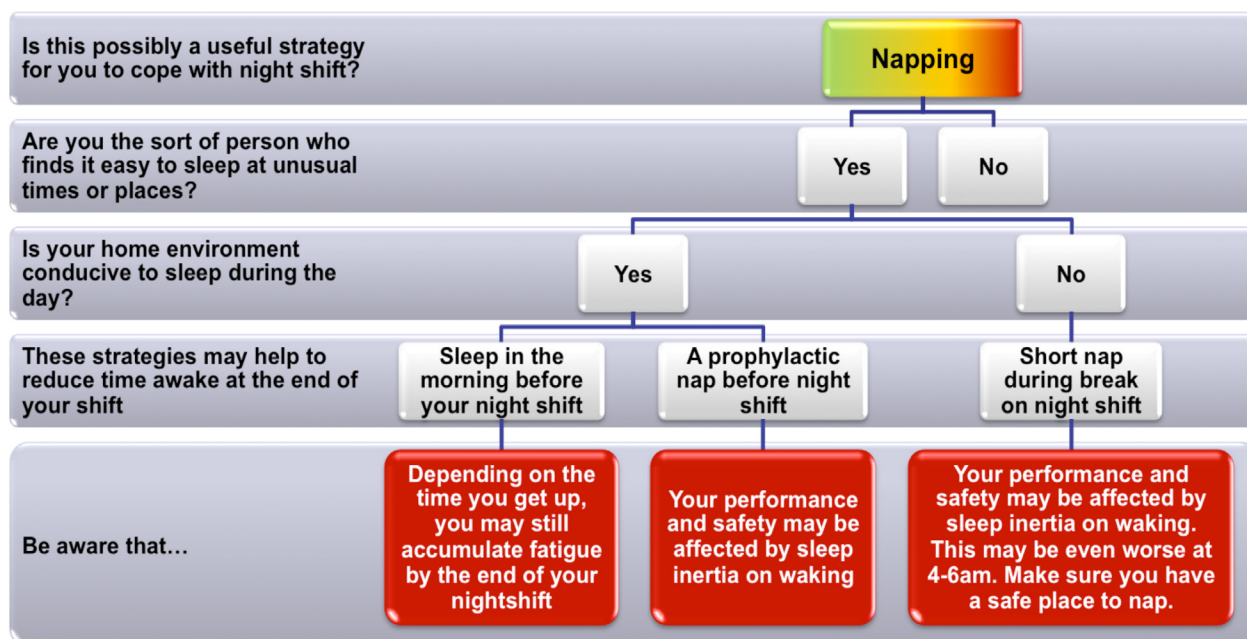 Is this possibly a useful strategy
for you to cope with night shift?
Napping
Are you the sort of person who
finds it easy to sleep at unusual
times or places?
Yes
No
Is your home environment
conducive to sleep during the
day?
Yes
No
These strategies may help to
reduce time awake at the end of
your shift
Sleep in the
morning before
your night shift
A prophylactic
nap before night
shift
Short nap
during break
on night shift
Be aware that…
Depending on the
time you get up,
you may still
accumulate fatigue
by the end of your
nightshift
Your performance
and safety may be
affected by sleep
inertia on waking
Your performance and
safety may be affected by
sleep inertia on waking.
This may be even worse at
4-6am. Make sure you have
a safe place to nap.